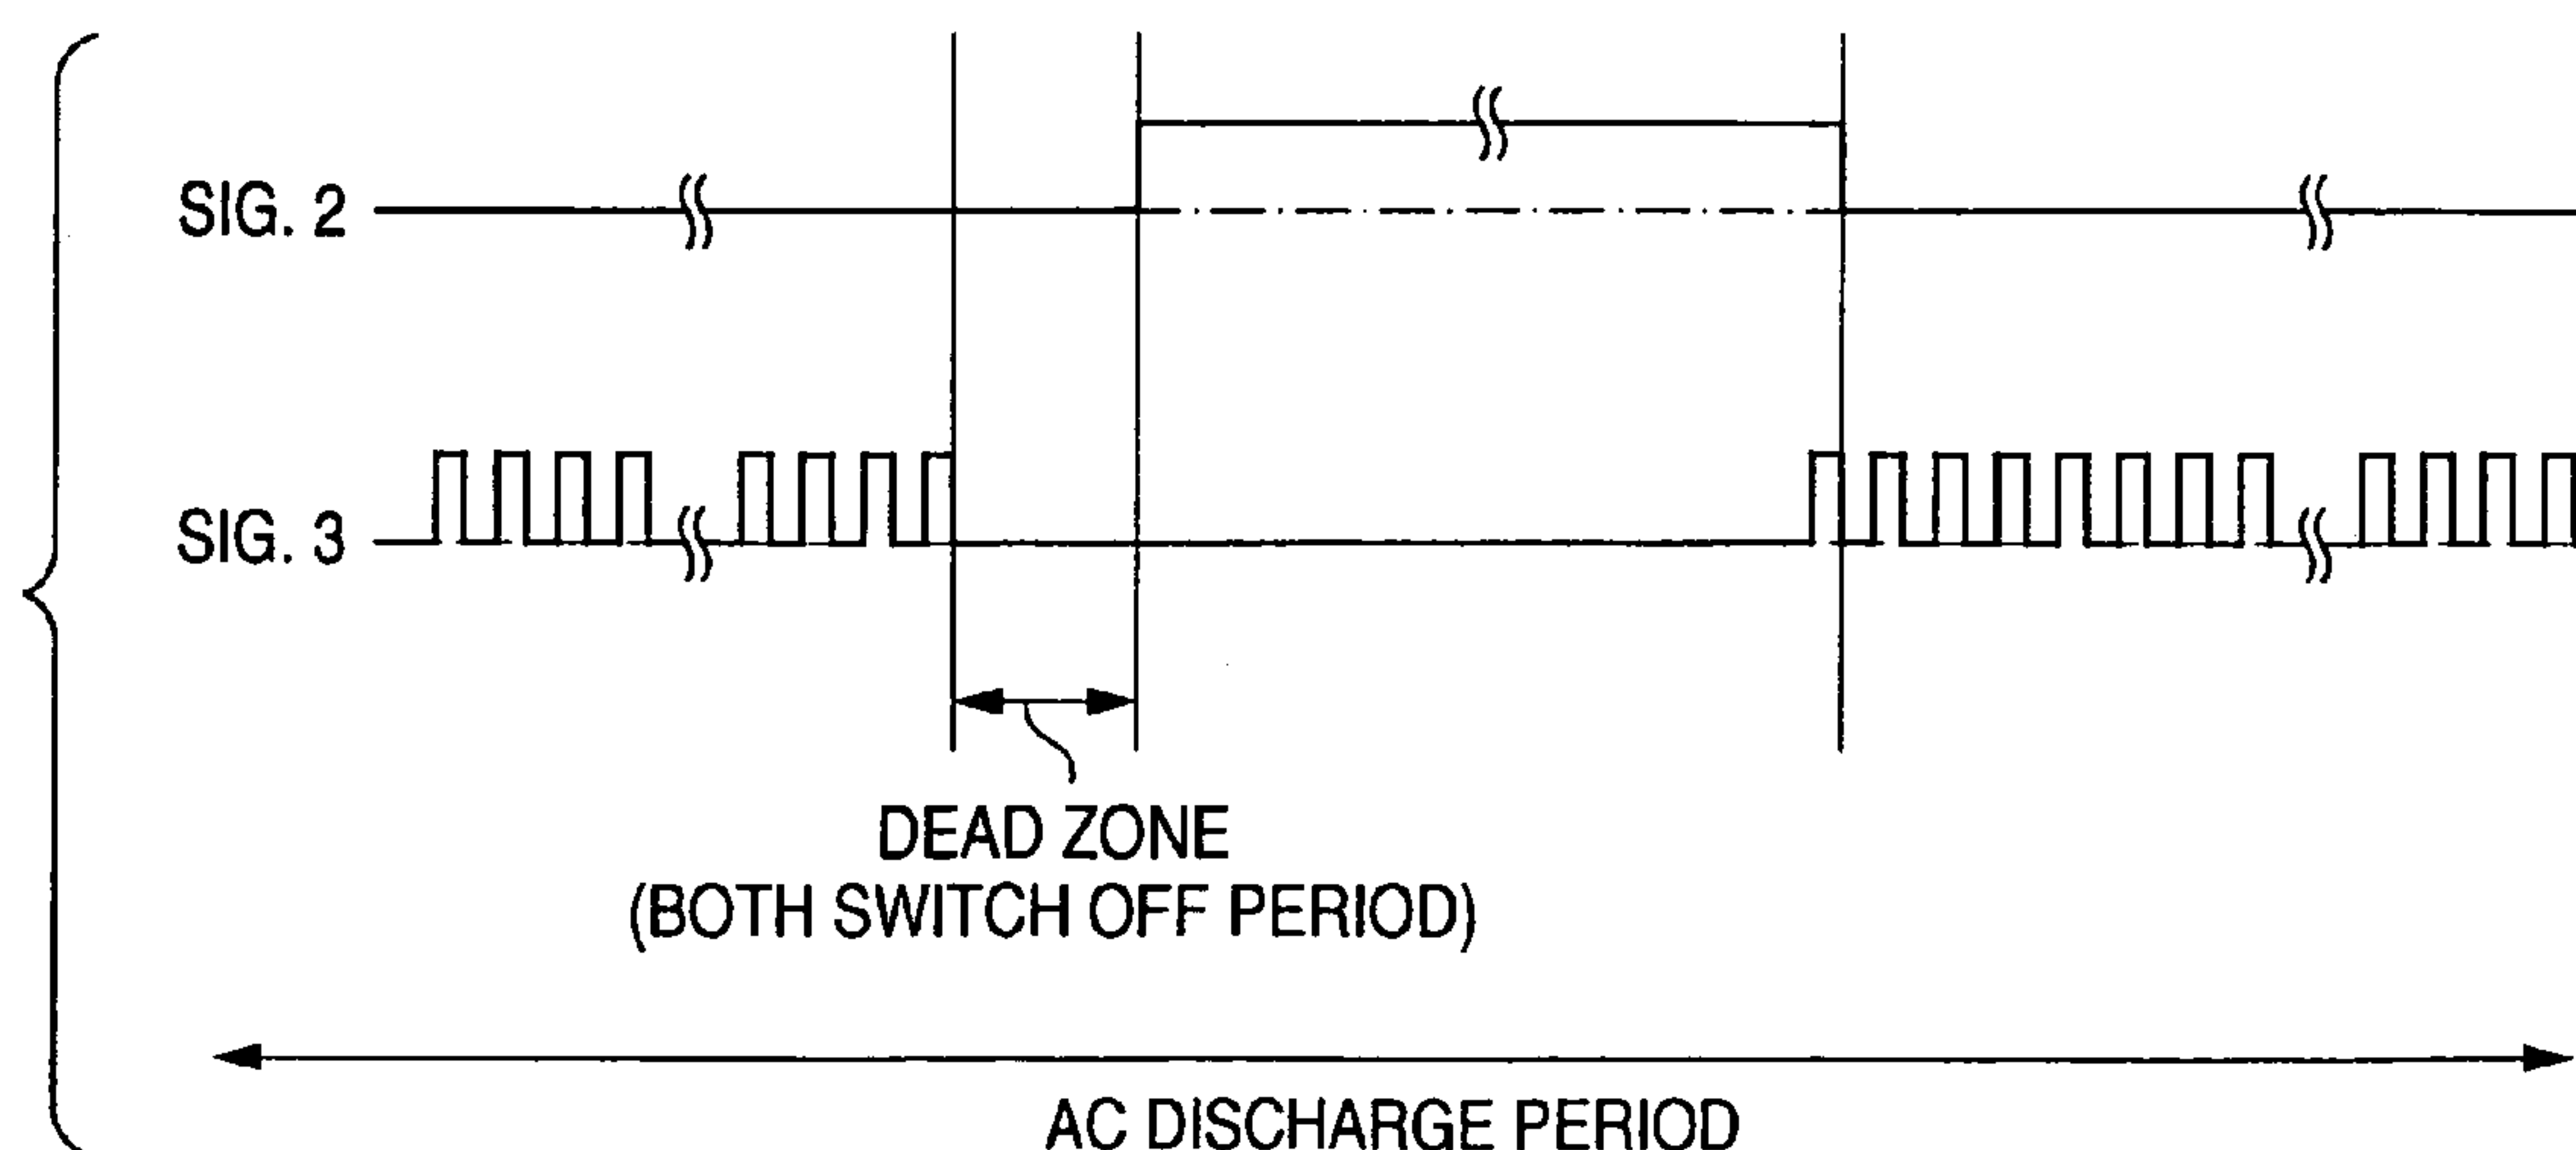 SIG. 2
SIG. 3
DEAD ZONE
(BOTH SWITCH OFF PERIOD)
AC DISCHARGE PERIOD